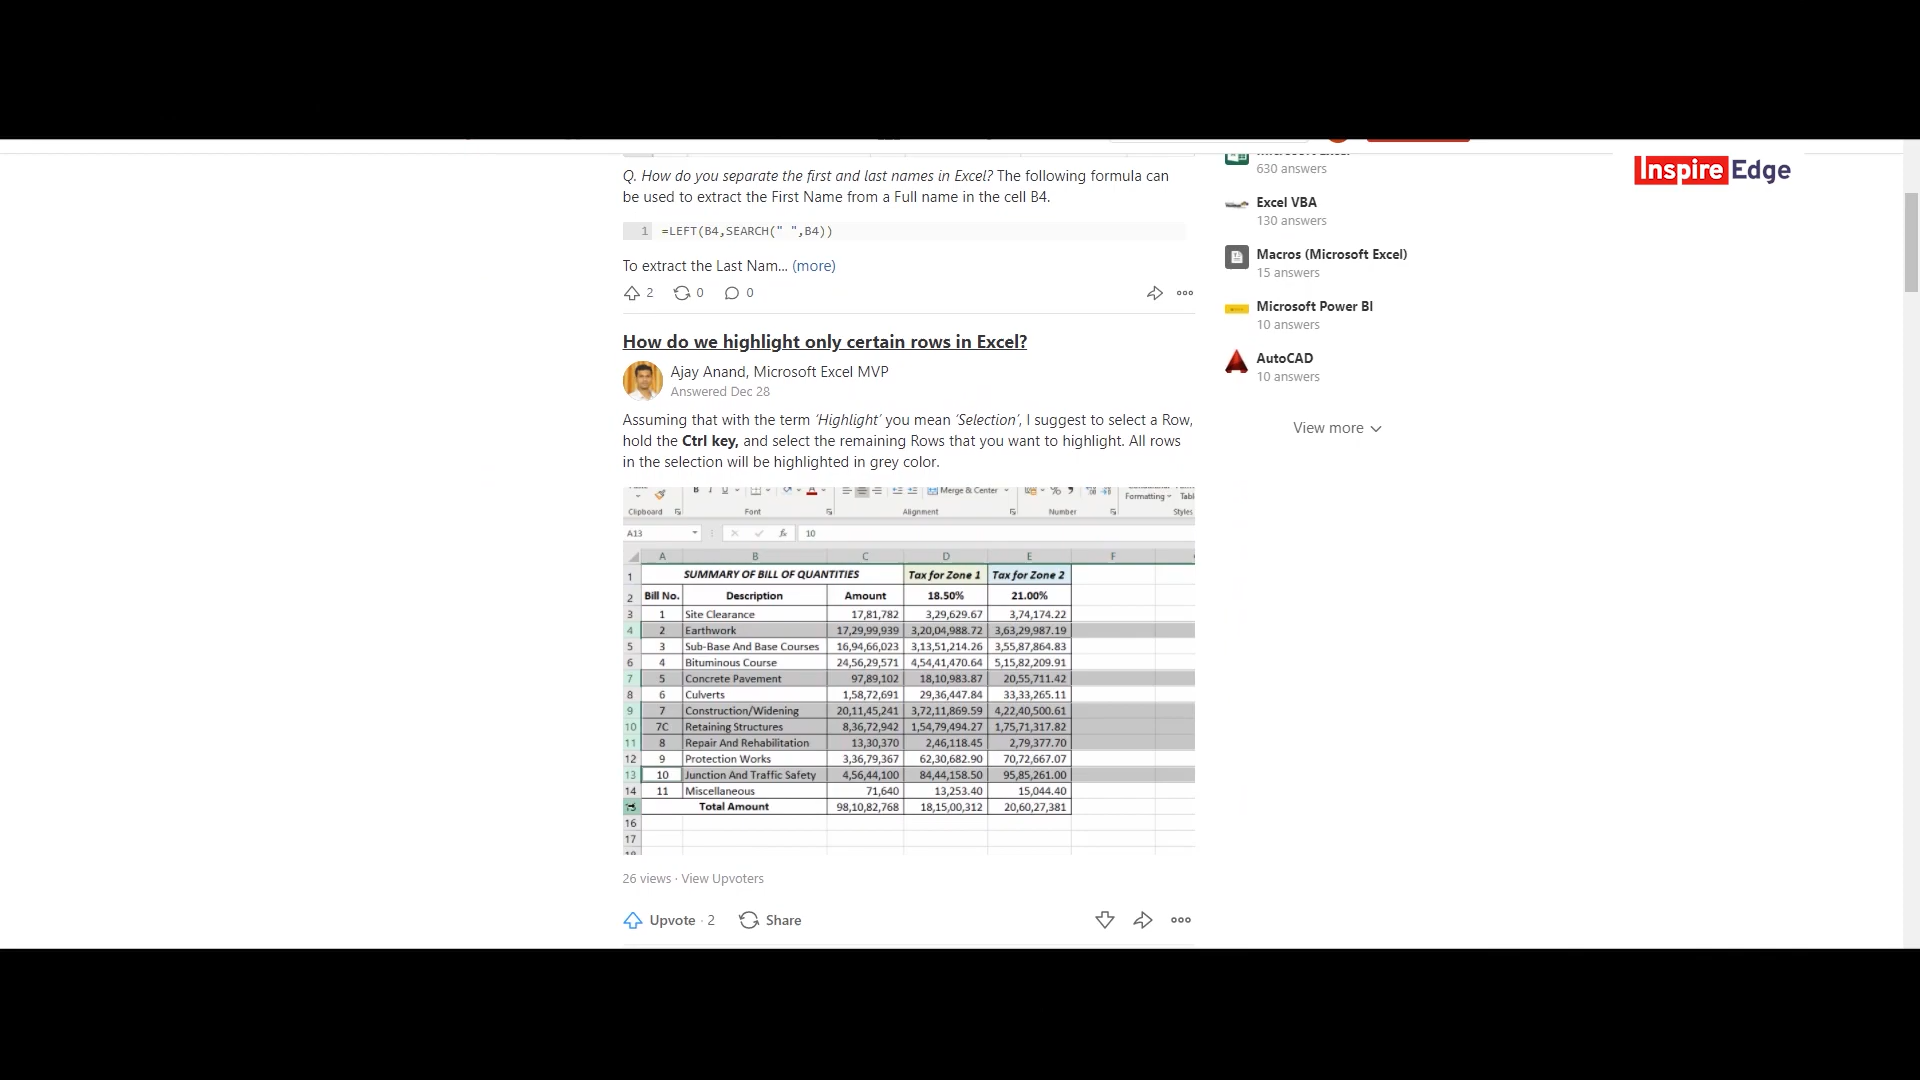 Q. How do you separate the first and last names in Excel? The following formula can
be used to extract the First Name from a Full name in the cell B4.
1 =LEFT(B4,SEARCH(" ",B4))
To extract the Last Nam... (more)
2 0 0
How do we highlight only certain rows in Excel?
Ajay Anand, Microsoft Excel MVP
Answered Dec 28
Assuming that with the term ‘Highlight’ you mean ‘Selection’, I suggest to select a Row,
hold the Ctrl key, and select the remaining Rows that you want to highlight. All rows
in the selection will be highlighted in grey color.
B I U Merge & Center % Formatting
Clipboard Font Alignment Number Styles
A13 fx 10
A B C D E F
1 SUMMARY OF BILL OF QUANTITIES Tax for Zone 1 Tax for Zone 2
2 Bill No. Description Amount 18.50% 21.00%
3 1 Site Clearance 17,81,782 3,29,629.67 3,74,174.22
4 2 Earthwork 17,29,99,939 3,20,04,988.72 3,63,29,987.19
5 3 Sub-Base And Base Courses 16,94,66,023 3,13,51,214.26 3,55,87,864.83
6 4 Bituminous Course 24,56,29,571 4,54,41,470.64 5,15,82,209.91
7 5 Concrete Pavement 97,89,102 18,10,983.87 20,55,711.42
8 6 Culverts 1,58,72,691 29,36,447.84 33,33,265.11
9 7 Construction/Widening 20,11,45,241 3,72,11,869.59 4,22,40,500.61
10 7C Retaining Structures 8,36,72,942 1,54,79,494.27 1,75,71,317.82
11 8 Repair And Rehabilitation 13,30,370 2,46,118.45 2,79,377.70
12 9 Protection Works 3,36,79,367 62,30,682.90 70,72,667.07
13 10 Junction And Traffic Safety 4,56,44,100 84,44,158.50 95,85,261.00
14 11 Miscellaneous 71,640 13,253.40 15,044.40
Total Amount 98,10,82,768 18,15,00,312 20,60,27,381
16
17
26 views · View Upvoters
Upvote · 2 Share
630 answers
Excel VBA
130 answers
Macros (Microsoft Excel)
15 answers
Microsoft Power BI
10 answers
AutoCAD
10 answers
View more
Inspire Edge